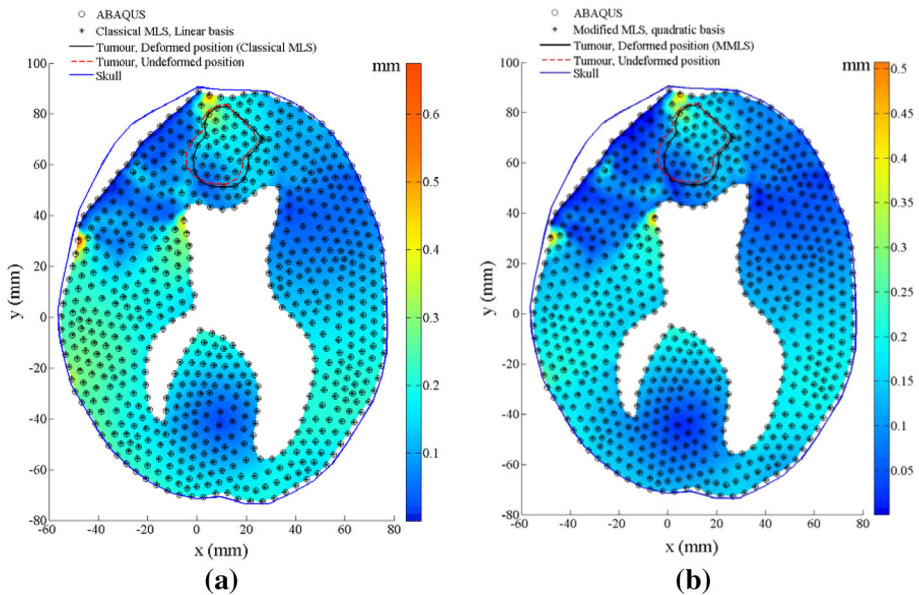 ABAQUS
Classical MLS, Linear basis
Tumour, Deformed position (Classical MLS)
Tumour, Undeformed position
Skull
mm
100
80
60
40
20
0
-20
-40
-60
-80
y (mm)
-60 -40 -20 0 20 40 60 80
x (mm)
0.6
0.5
0.4
0.3
0.2
0.1
(a)
ABAQUS
Modified MLS, quadratic basis
Tumour, Deformed position (MMLS)
Tumour, Undeformed position
Skull
mm
100
80
60
40
20
0
-20
-40
-60
-80
y (mm)
-60 -40 -20 0 20 40 60 80
x (mm)
0.5
0.45
0.4
0.35
0.3
0.25
0.2
0.15
0.1
0.05
(b)